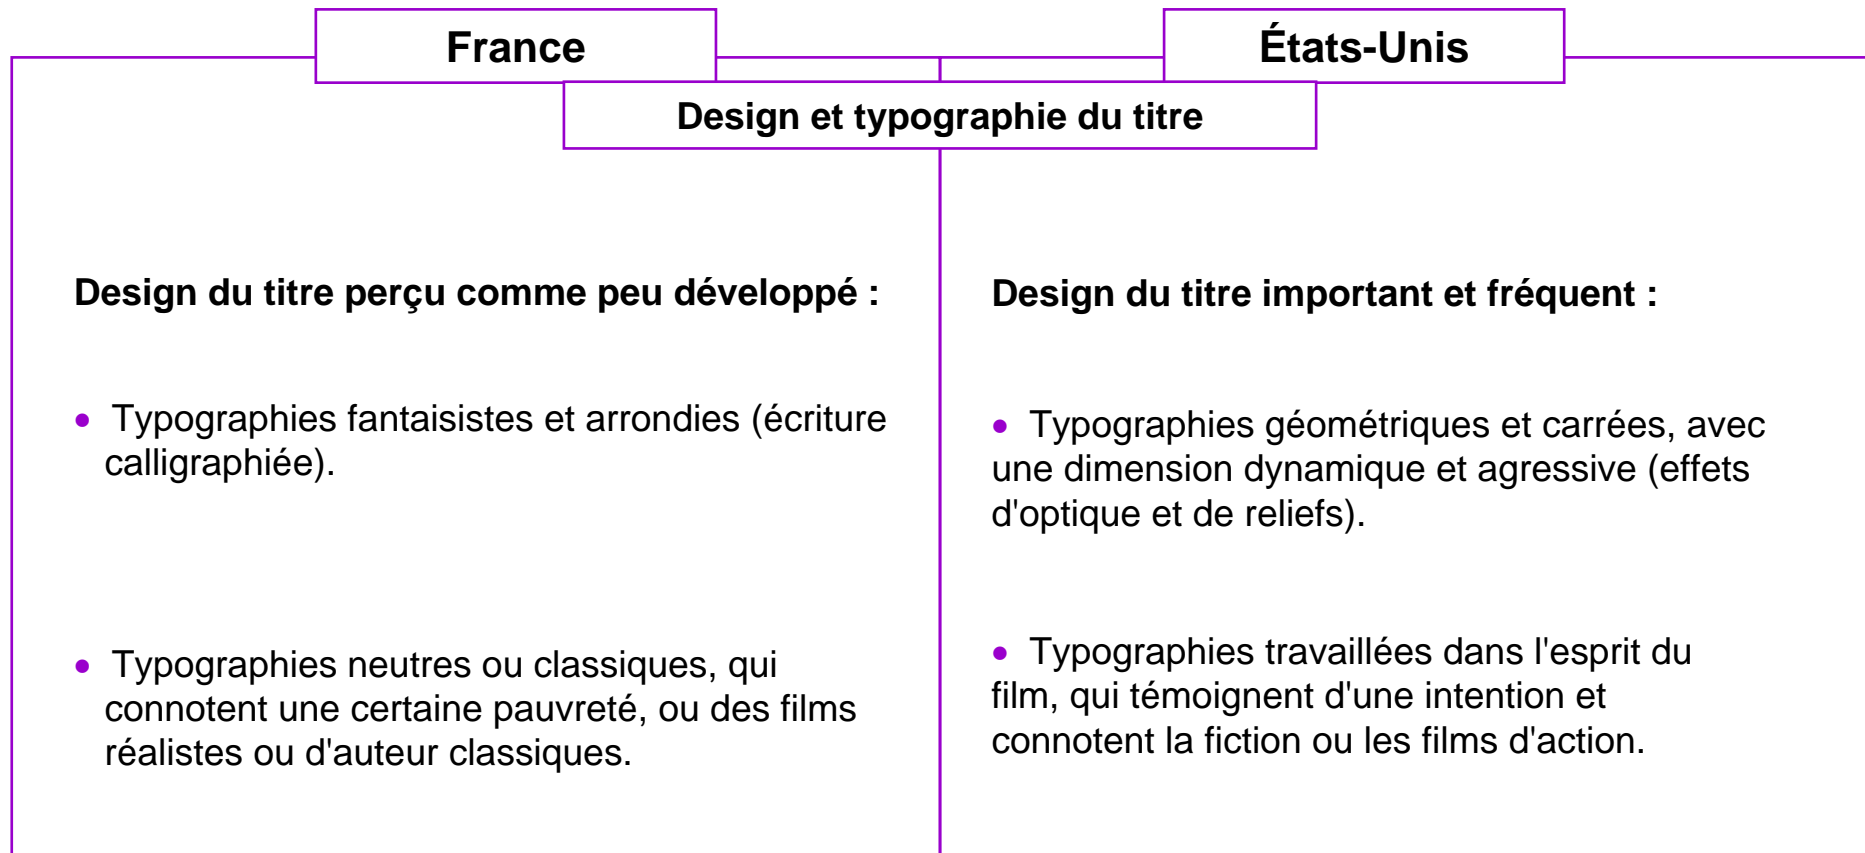 France
États-Unis
Design et typographie du titre
Design du titre perçu comme peu développé :
• Typographies fantaisistes et arrondies (écriture
calligraphiée).
• Typographies neutres ou classiques, qui
connotent une certaine pauvreté, ou des films
réalistes ou d'auteur classiques.
Design du titre important et fréquent :
• Typographies géométriques et carrées, avec
une dimension dynamique et agressive (effets
d'optique et de reliefs).
• Typographies travaillées dans l'esprit du
film, qui témoignent d'une intention et
connotent la fiction ou les films d'action.